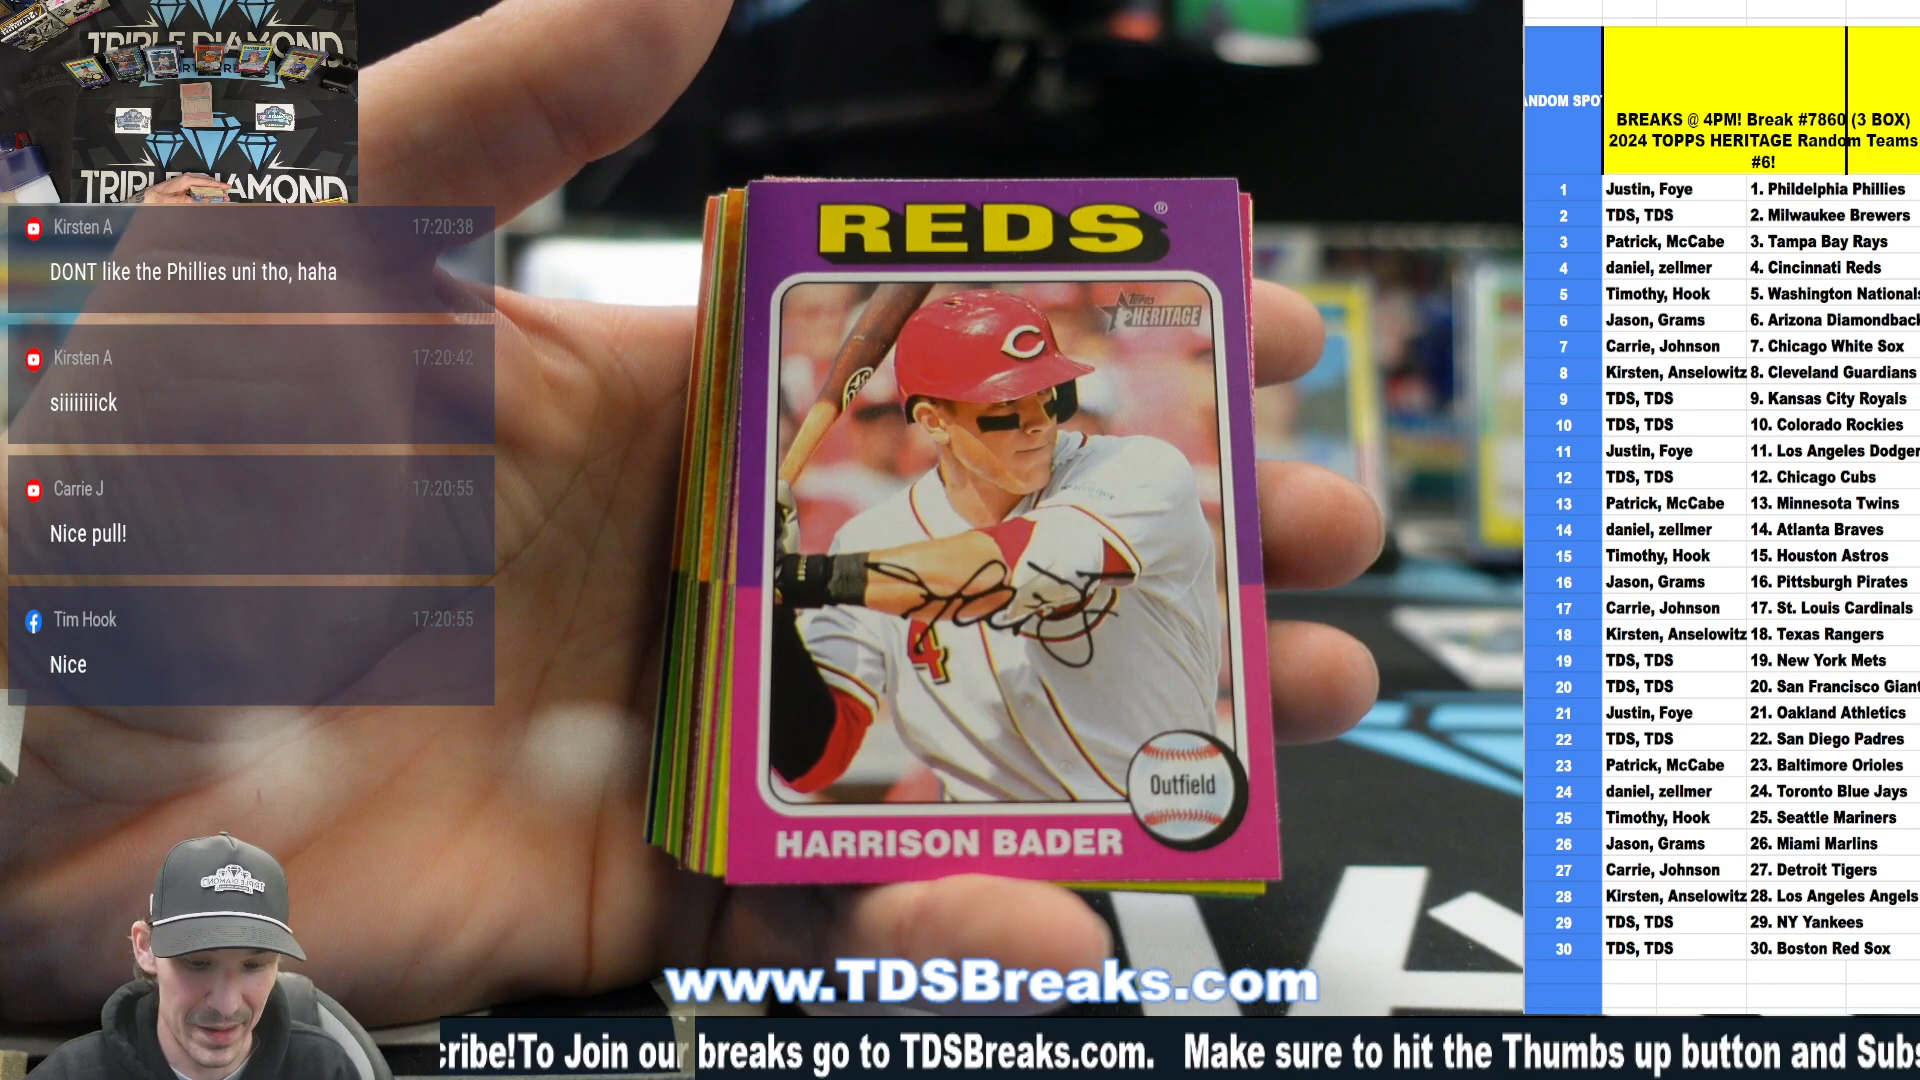 TRIPLE DIAMOND
TRIPLE DIAMOND
Kirsten A 17:20:38
DONT like the Phillies uni tho, haha
Kirsten A 17:20:42
siiiiiiick
Carrie J 17:20:55
Nice pull!
Tim Hook 17:20:55
Nice
REDS®
TOPPS
HERITAGE
C
4
Outfield
HARRISON BADER
www.TDSBreaks.com
cribe!To Join our breaks go to TDSBreaks.com. Make sure to hit the Thumbs up button and Subs
ANDOM SPO
BREAKS @ 4PM! Break #7860 (3 BOX)
2024 TOPPS HERITAGE Random Teams
#6!
1 Justin, Foye 1. Phildelphia Phillies
2 TDS, TDS 2. Milwaukee Brewers
3 Patrick, McCabe 3. Tampa Bay Rays
4 daniel, zellmer 4. Cincinnati Reds
5 Timothy, Hook 5. Washington Nationals
6 Jason, Grams 6. Arizona Diamondback
7 Carrie, Johnson 7. Chicago White Sox
8 Kirsten, Anselowitz 8. Cleveland Guardians
9 TDS, TDS 9. Kansas City Royals
10 TDS, TDS 10. Colorado Rockies
11 Justin, Foye 11. Los Angeles Dodger
12 TDS, TDS 12. Chicago Cubs
13 Patrick, McCabe 13. Minnesota Twins
14 daniel, zellmer 14. Atlanta Braves
15 Timothy, Hook 15. Houston Astros
16 Jason, Grams 16. Pittsburgh Pirates
17 Carrie, Johnson 17. St. Louis Cardinals
18 Kirsten, Anselowitz 18. Texas Rangers
19 TDS, TDS 19. New York Mets
20 TDS, TDS 20. San Francisco Giant
21 Justin, Foye 21. Oakland Athletics
22 TDS, TDS 22. San Diego Padres
23 Patrick, McCabe 23. Baltimore Orioles
24 daniel, zellmer 24. Toronto Blue Jays
25 Timothy, Hook 25. Seattle Mariners
26 Jason, Grams 26. Miami Marlins
27 Carrie, Johnson 27. Detroit Tigers
28 Kirsten, Anselowitz 28. Los Angeles Angels
29 TDS, TDS 29. NY Yankees
30 TDS, TDS 30. Boston Red Sox